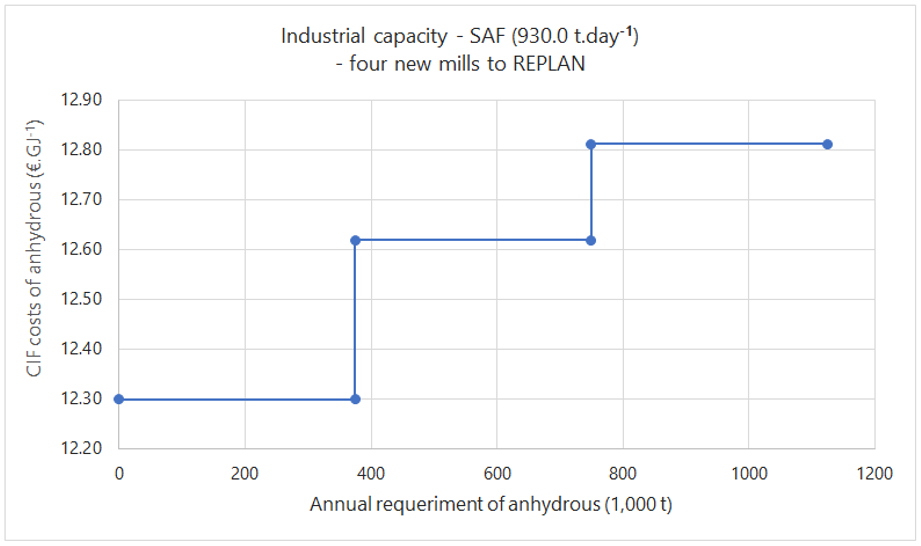 Industrial capacity - SAF (930.0 t.day⁻¹)
- four new mills to REPLAN
CIF costs of anhydrous (€.GJ⁻¹)
12.90
12.80
12.70
12.60
12.50
12.40
12.30
12.20
0 200 400 600 800 1000 1200
Annual requeriment of anhydrous (1,000 t)